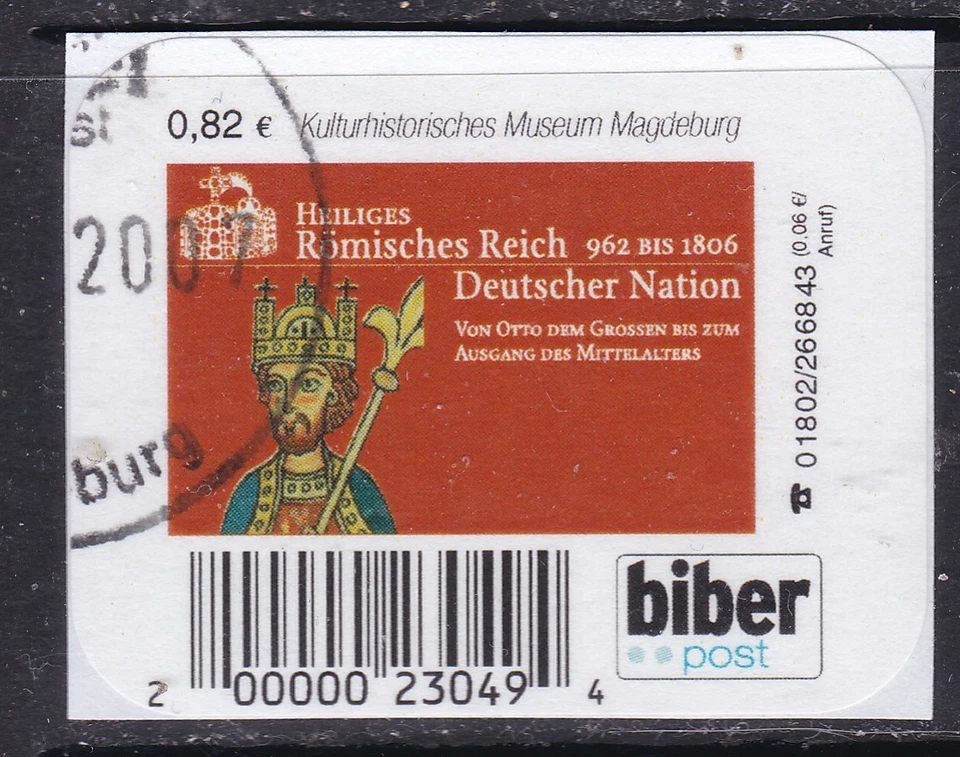 0,82 € Kulturhistorisches Museum Magdeburg
2007
burg
HEILIGES
RÖMISCHES REICH 962 BIS 1806
DEUTSCHER NATION
VON OTTO DEM GROSSEN BIS ZUM
AUSGANG DES MITTELALTERS
☎ 01802/266843 (0.06 €/
Anruf)
2 00000 23049 4
biber
post